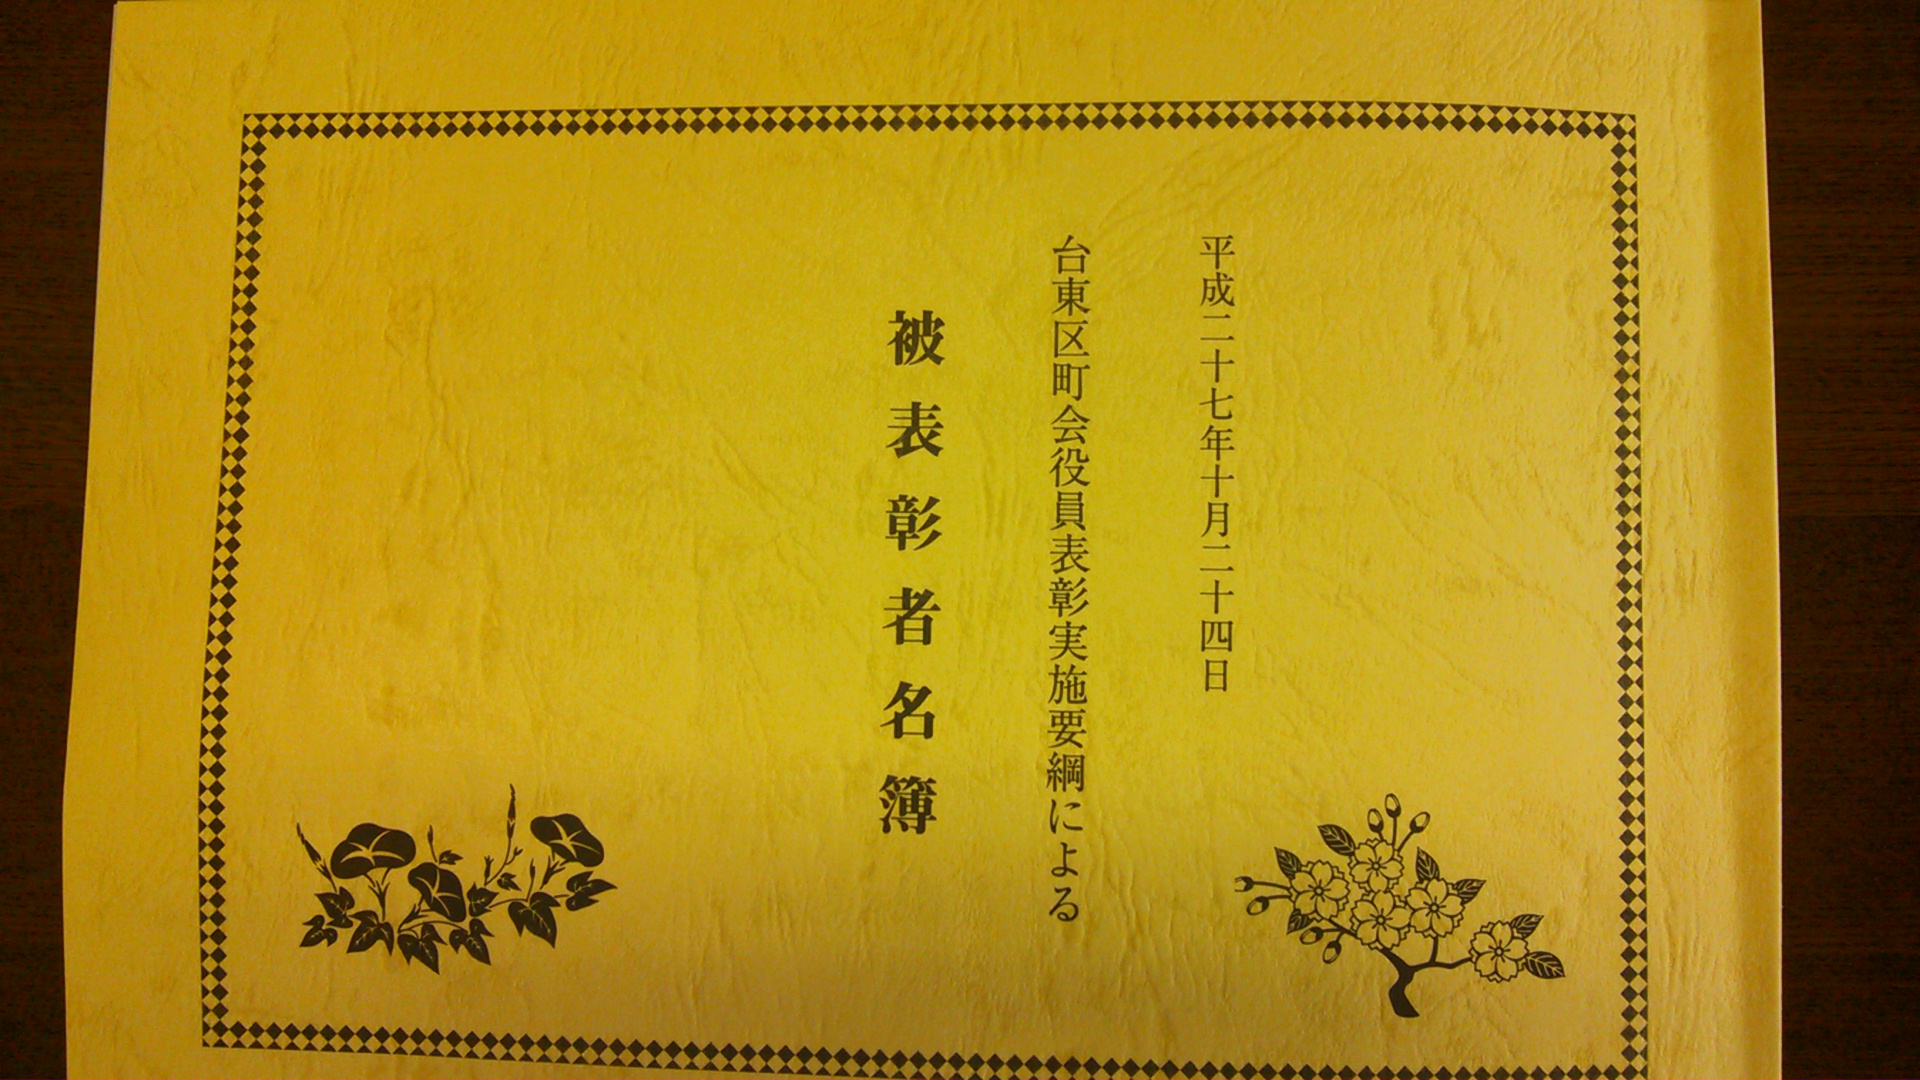 平成二十七年十月二十四日
台東区町会役員表彰実施要綱による
被表彰者名簿